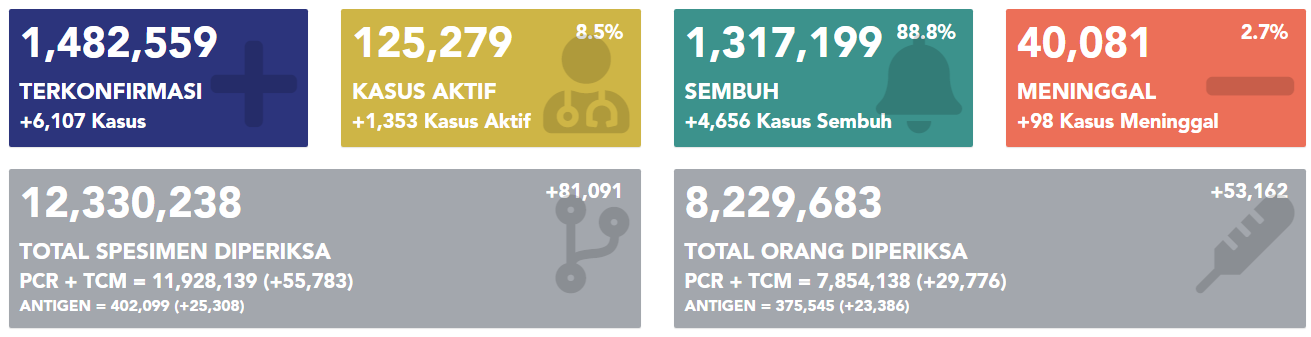 1,482,559
TERKONFIRMASI
+6,107 Kasus
125,279 8.5%
KASUS AKTIF
+1,353 Kasus Aktif
1,317,199 88.8%
SEMBUH
+4,656 Kasus Sembuh
40,081 2.7%
MENINGGAL
+98 Kasus Meninggal
12,330,238 +81,091
TOTAL SPESIMEN DIPERIKSA
PCR + TCM = 11,928,139 (+55,783)
ANTIGEN = 402,099 (+25,308)
8,229,683 +53,162
TOTAL ORANG DIPERIKSA
PCR + TCM = 7,854,138 (+29,776)
ANTIGEN = 375,545 (+23,386)